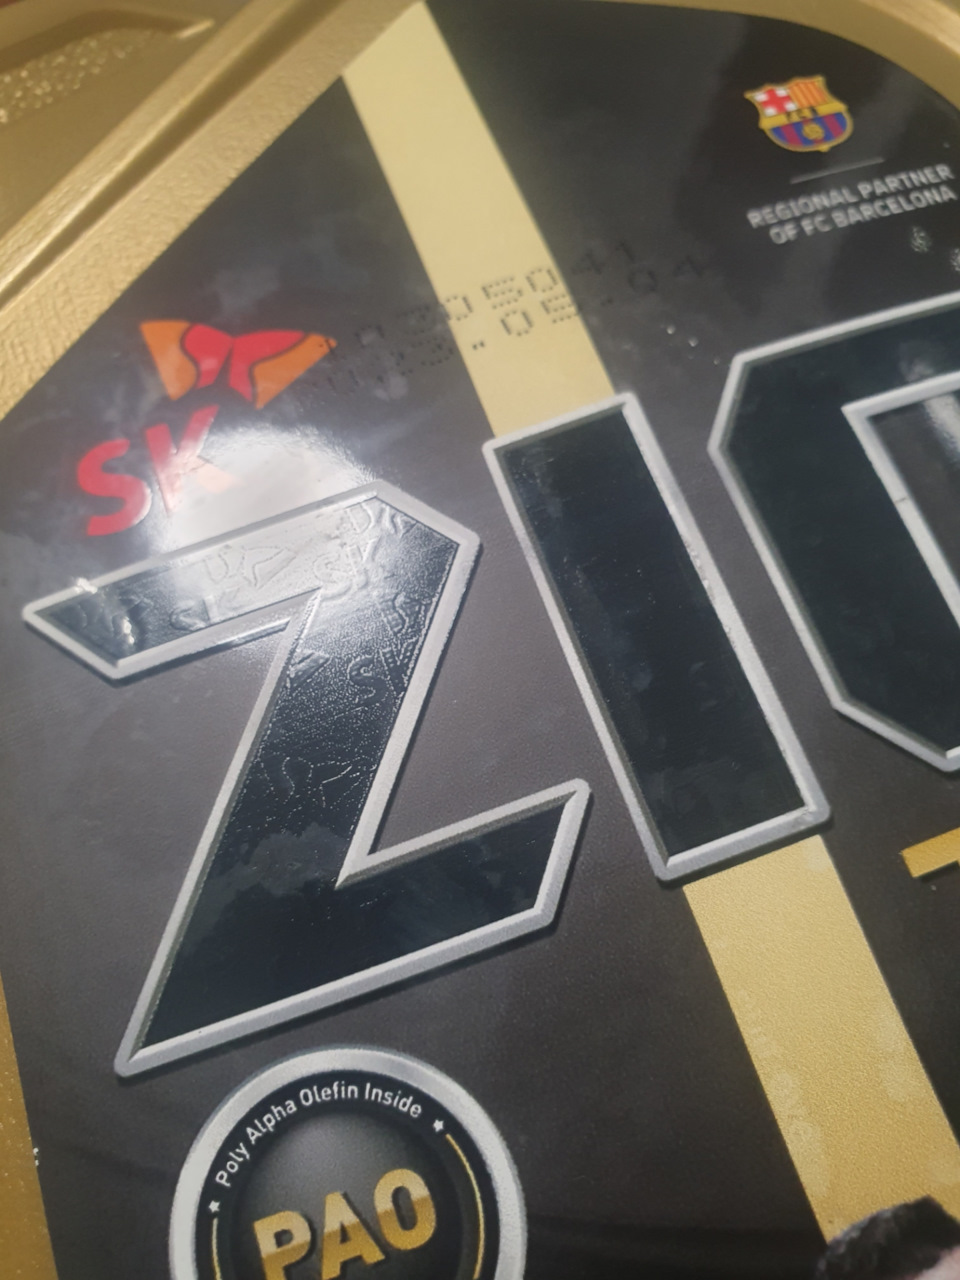 REGIONAL PARTNER
OF FC BARCELONA
SK
ZIC
Poly Alpha Olefin Inside
PAO